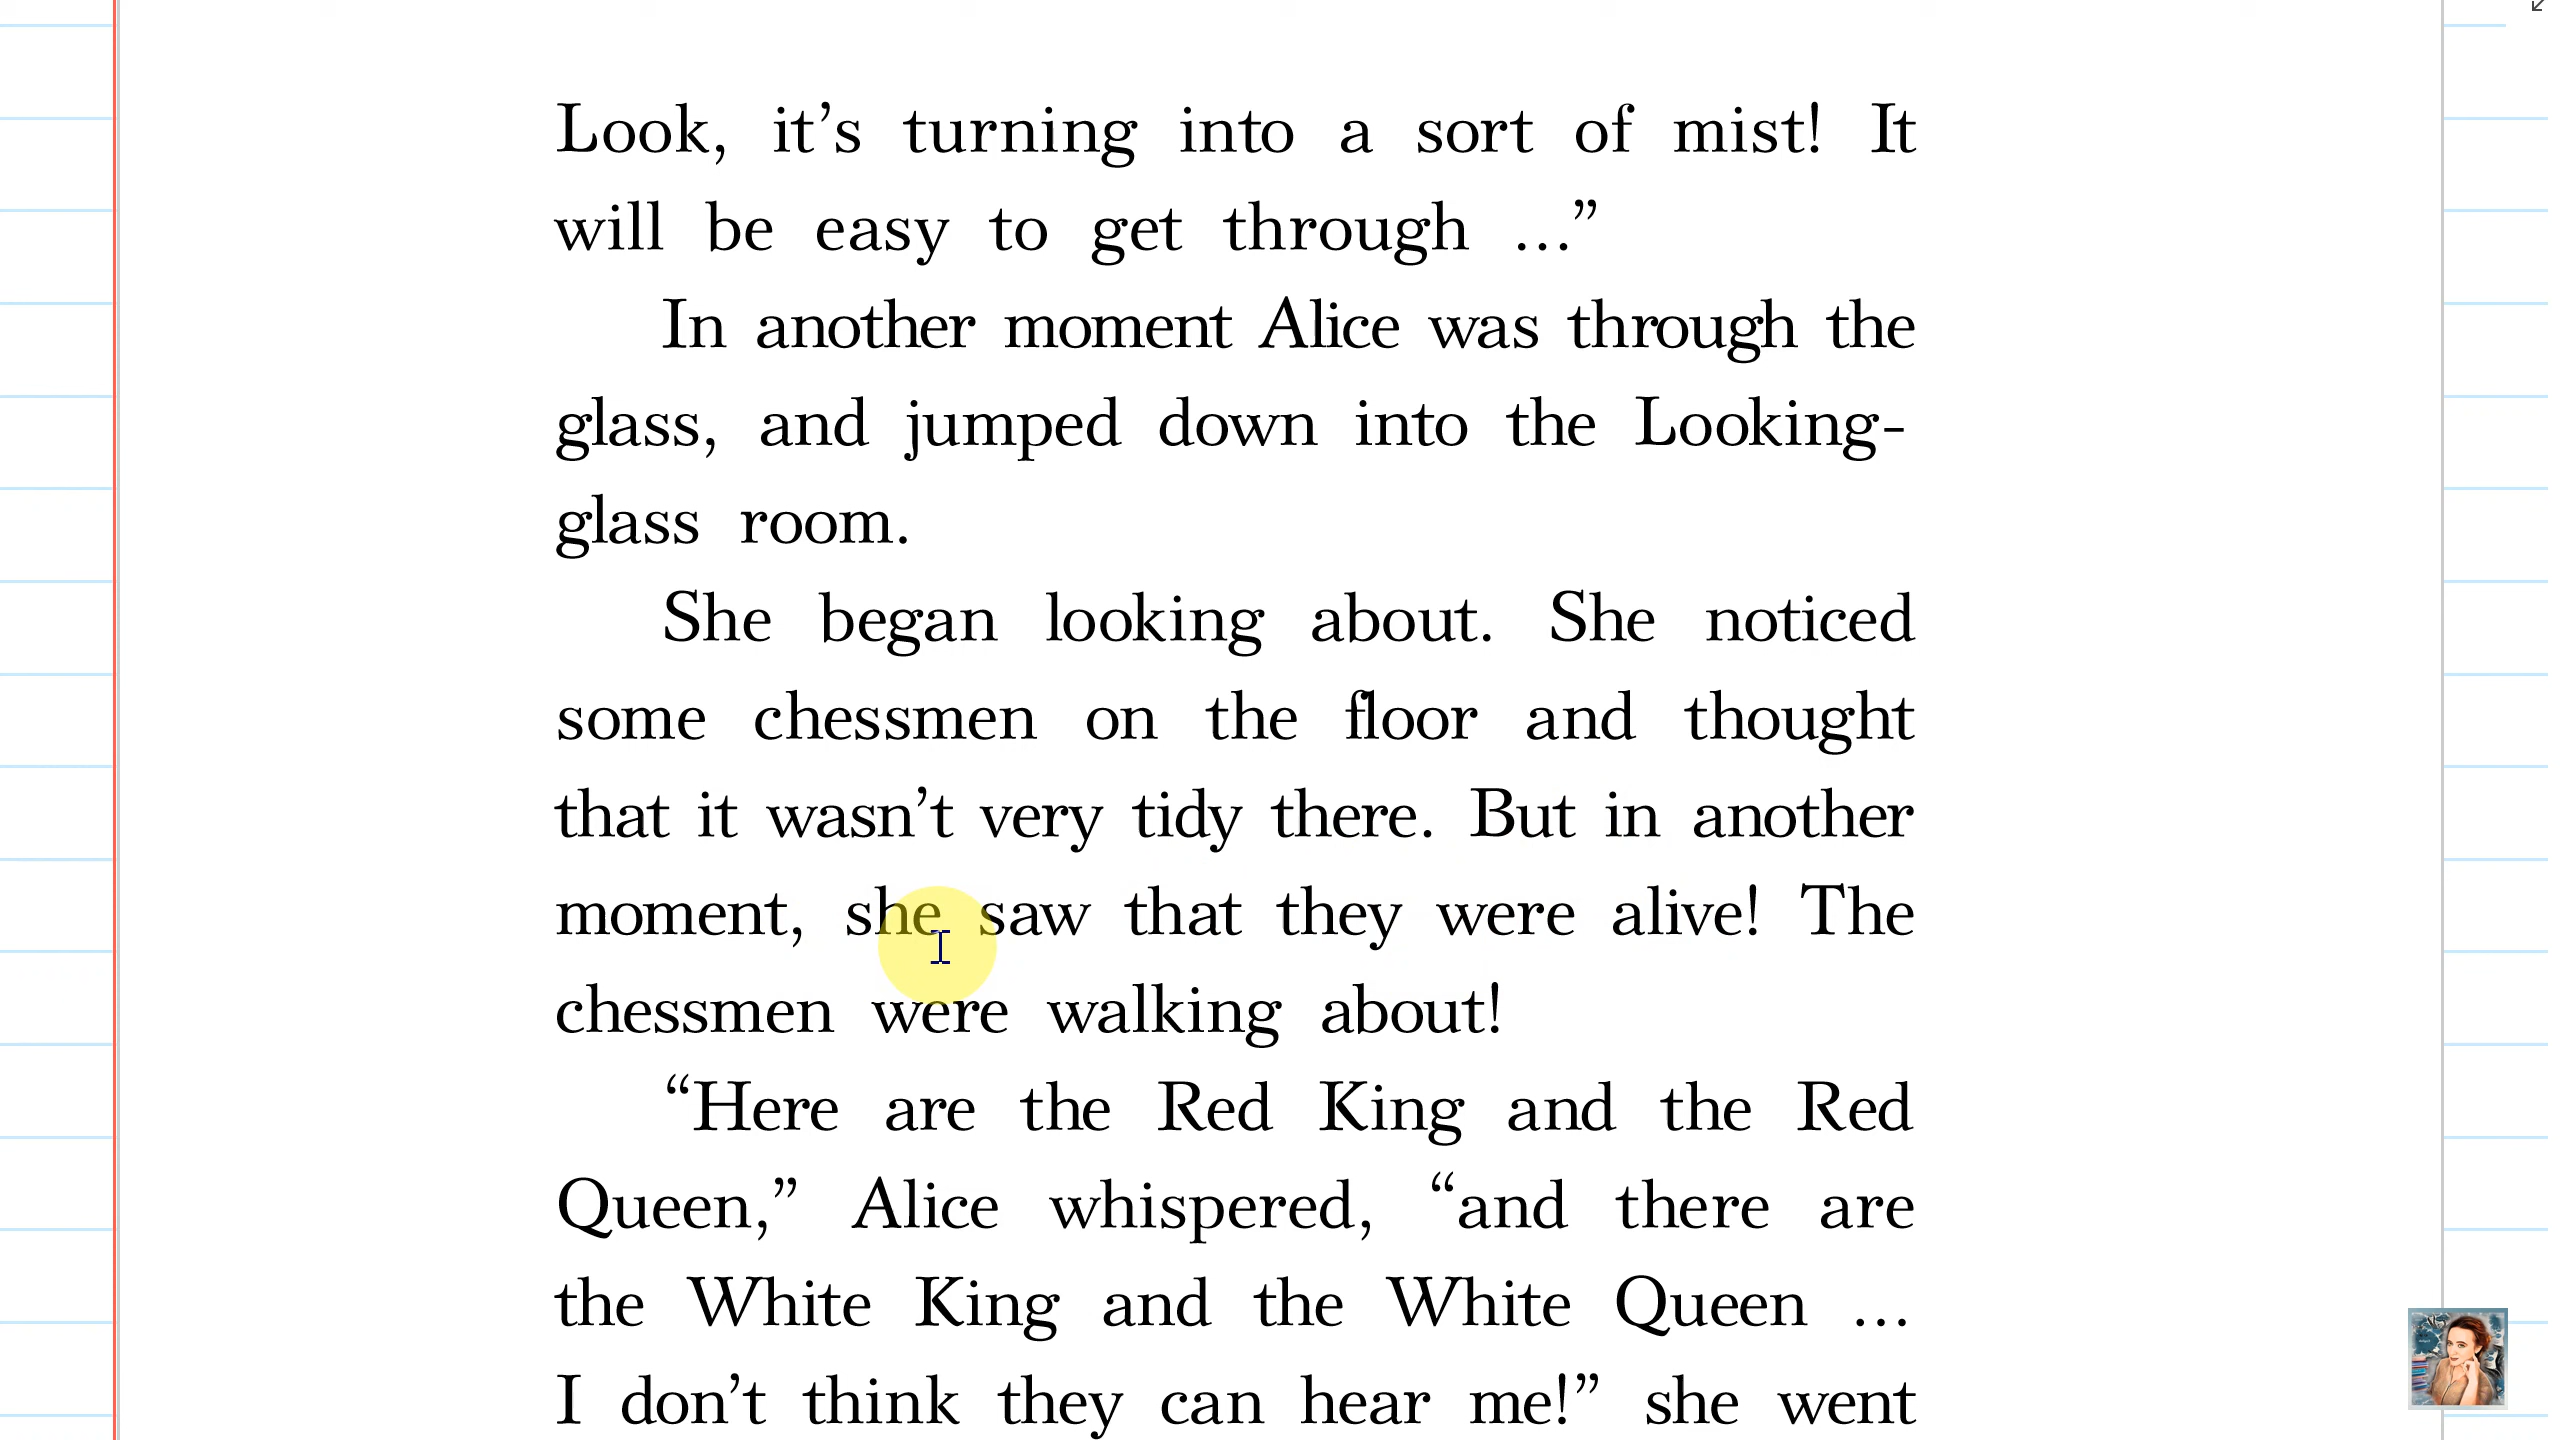 Look, it’s turning into a sort of mist! It
will be easy to get through ...”
In another moment Alice was through the
glass, and jumped down into the Looking-
glass room.
She began looking about. She noticed
some chessmen on the floor and thought
that it wasn’t very tidy there. But in another
moment, she saw that they were alive! The
chessmen were walking about!
“Here are the Red King and the Red
Queen,” Alice whispered, “and there are
the White King and the White Queen ...
I don’t think they can hear me!” she went